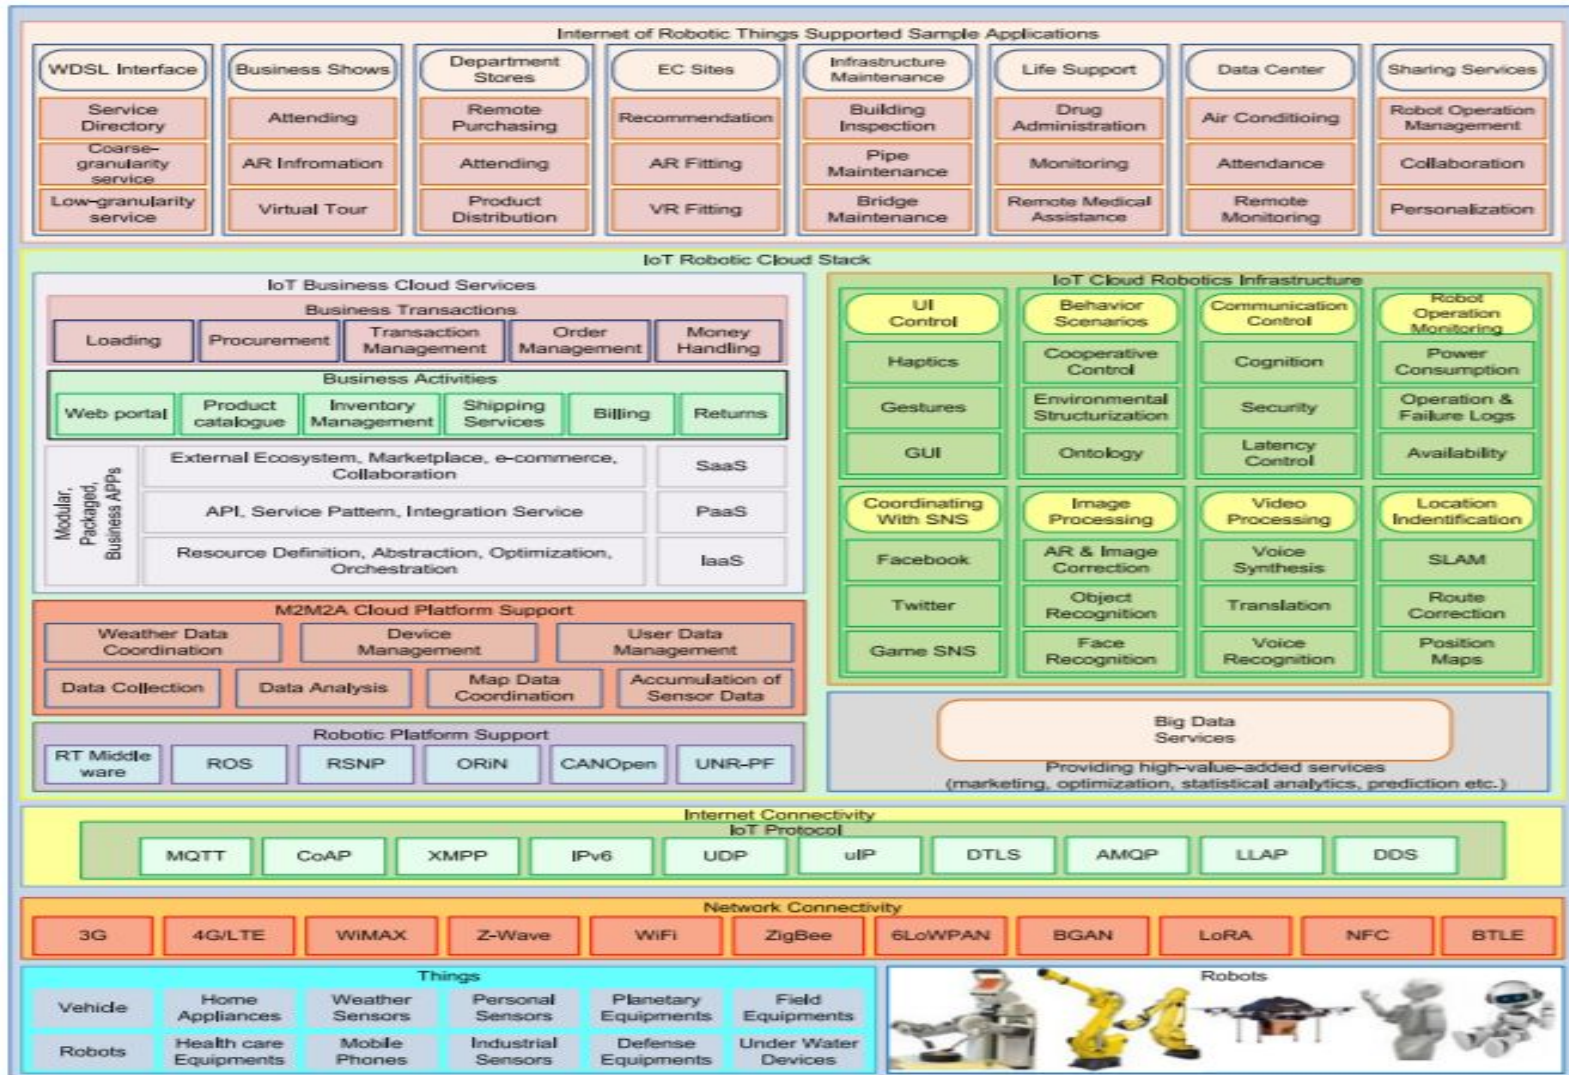 Internet of Robotic Things Supported Sample Applications
WDSL Interface
Business Shows
Department
Stores
EC Sites
Infrastructure
Maintenance
Life Support
Data Center
Sharing Services
Service
Directory
Attending
Remote
Purchasing
Recommendation
Building
Inspection
Drug
Administration
Air Conditioing
Robot Operation
Management
Coarse-
granularity
service
AR Infromation
Attending
AR Fitting
Pipe
Maintenance
Monitoring
Attendance
Collaboration
Low-granularity
service
Virtual Tour
Product
Distribution
VR Fitting
Bridge
Maintenance
Remote Medical
Assistance
Remote
Monitoring
Personalization
IoT Robotic Cloud Stack
IoT Business Cloud Services
Business Transactions
Loading
Procurement
Transaction
Management
Order
Management
Money
Handling
Business Activities
Web portal
Product
catalogue
Inventory
Management
Shipping
Services
Billing
Returns
Modular,
Packaged,
Business APPs
External Ecosystem, Marketplace, e-commerce,
Collaboration
SaaS
API, Service Pattern, Integration Service
PaaS
Resource Definition, Abstraction, Optimization,
Orchestration
IaaS
M2M2A Cloud Platform Support
Weather Data
Coordination
Device
Management
User Data
Management
Data Collection
Data Analysis
Map Data
Coordination
Accumulation of
Sensor Data
Robotic Platform Support
RT Middle
ware
ROS
RSNP
ORiN
CANOpen
UNR-PF
IoT Cloud Robotics Infrastructure
UI
Control
Behavior
Scenarios
Communication
Control
Robot
Operation
Monitoring
Haptics
Cooperative
Control
Cognition
Power
Consumption
Gestures
Environmental
Structurization
Security
Operation &
Failure Logs
GUI
Ontology
Latency
Control
Availability
Coordinating
With SNS
Image
Processing
Video
Processing
Location
Indentification
Facebook
AR & Image
Correction
Voice
Synthesis
SLAM
Twitter
Object
Recognition
Translation
Route
Correction
Game SNS
Face
Recognition
Voice
Recognition
Position
Maps
Big Data
Services
Providing high-value-added services
(marketing, optimization, statistical analytics, prediction etc.)
Internet Connectivity
IoT Protocol
MQTT
CoAP
XMPP
IPv6
UDP
uIP
DTLS
AMQP
LLAP
DDS
Network Connectivity
3G
4G/LTE
WiMAX
Z-Wave
WiFi
ZigBee
6LoWPAN
BGAN
LoRA
NFC
BTLE
Things
Vehicle
Home
Appliances
Weather
Sensors
Personal
Sensors
Planetary
Equipments
Field
Equipments
Robots
Health care
Equipments
Mobile
Phones
Industrial
Sensors
Defense
Equipments
Under Water
Devices
Robots